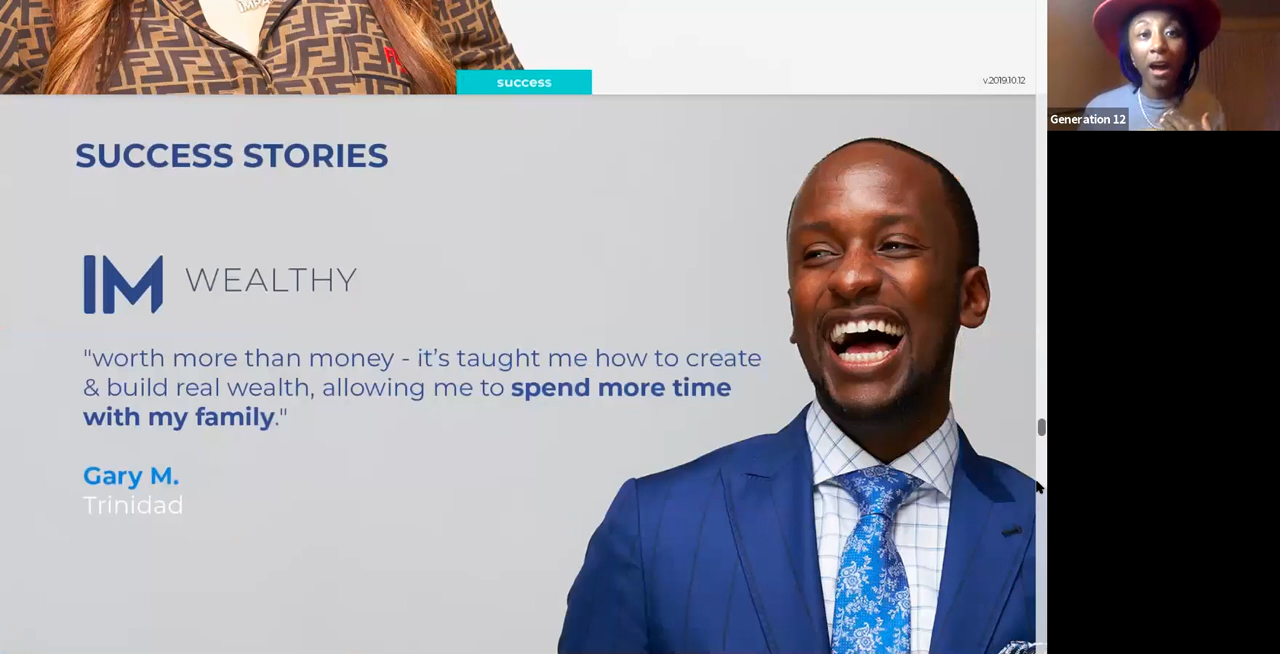 success
v.2019.10.12
Generation 12
SUCCESS STORIES
IM WEALTHY
"worth more than money - it's taught me how to create
& build real wealth, allowing me to spend more time
with my family."
Gary M.
Trinidad